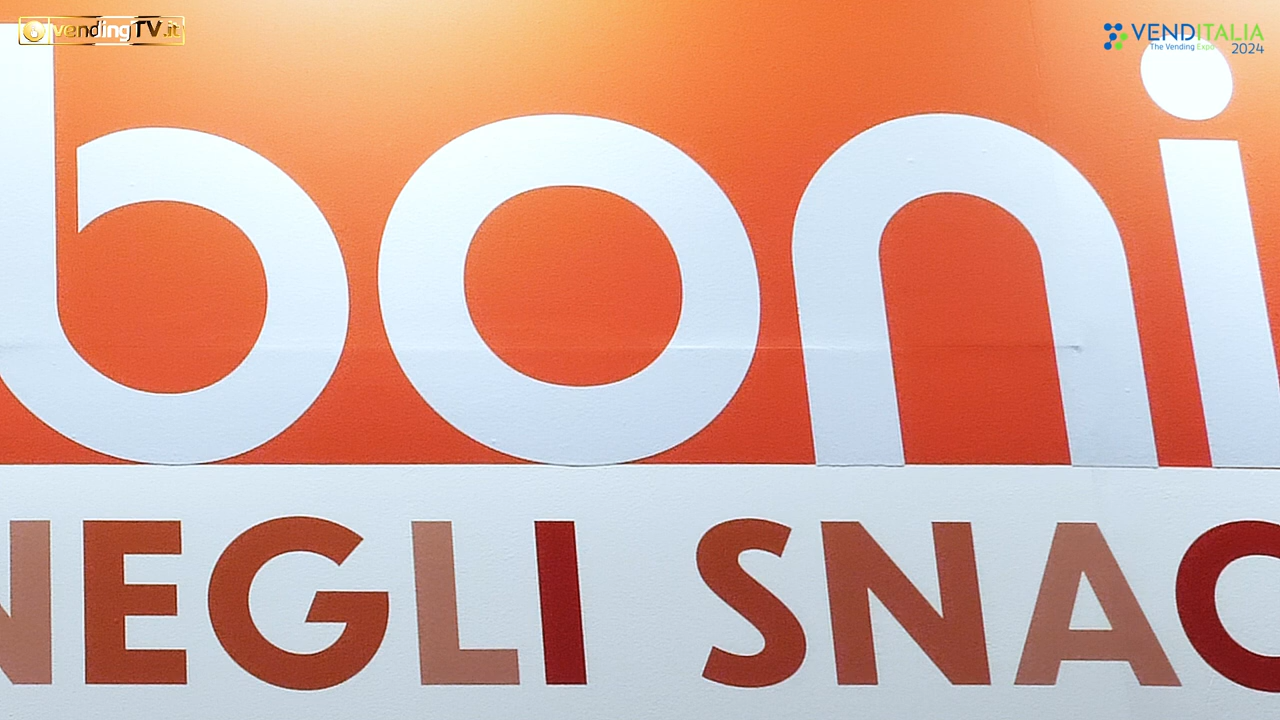 vendingTV.it
VENDITALIA
The Vending Expo 2024
boni
NEGLI SNAC